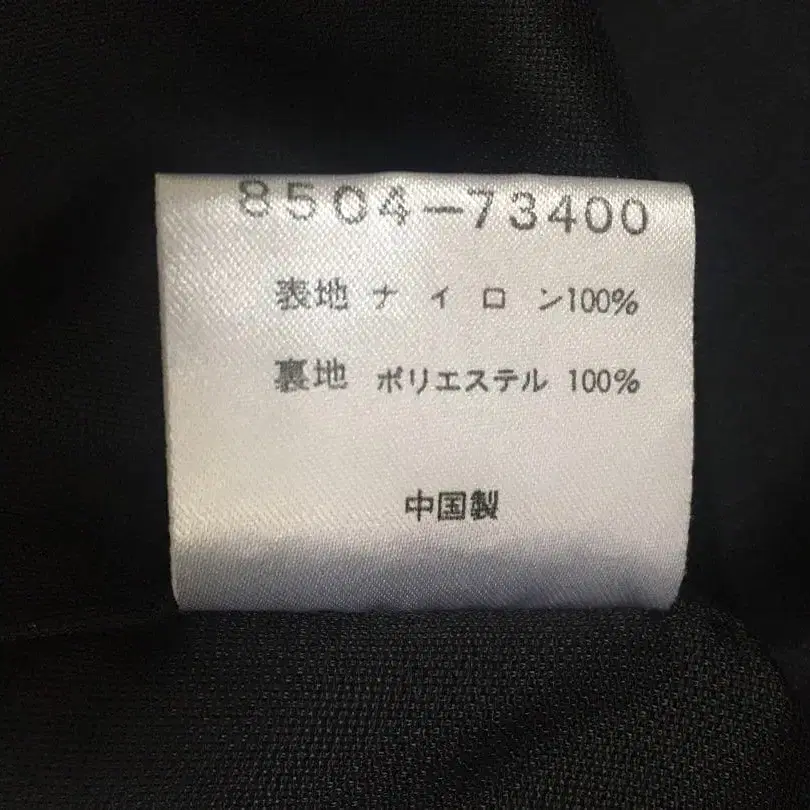 8504-73400
表地 ナイロン100%
裏地 ポリエステル 100%
中国製